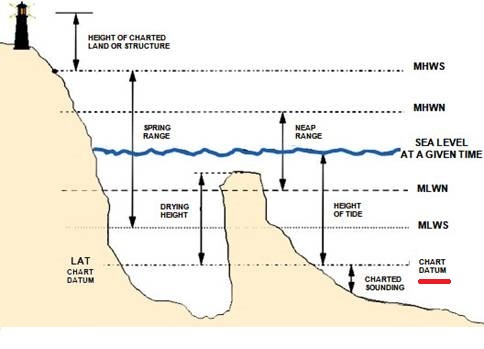 HEIGHT OF CHARTED
LAND OR STRUCTURE
MHWS
MHWN
SPRING
RANGE
NEAP
RANGE
SEA LEVEL
AT A GIVEN TIME
MLWN
DRYING
HEIGHT
HEIGHT
OF TIDE
MLWS
LAT
CHART
DATUM
CHART
DATUM
CHARTED
SOUNDING